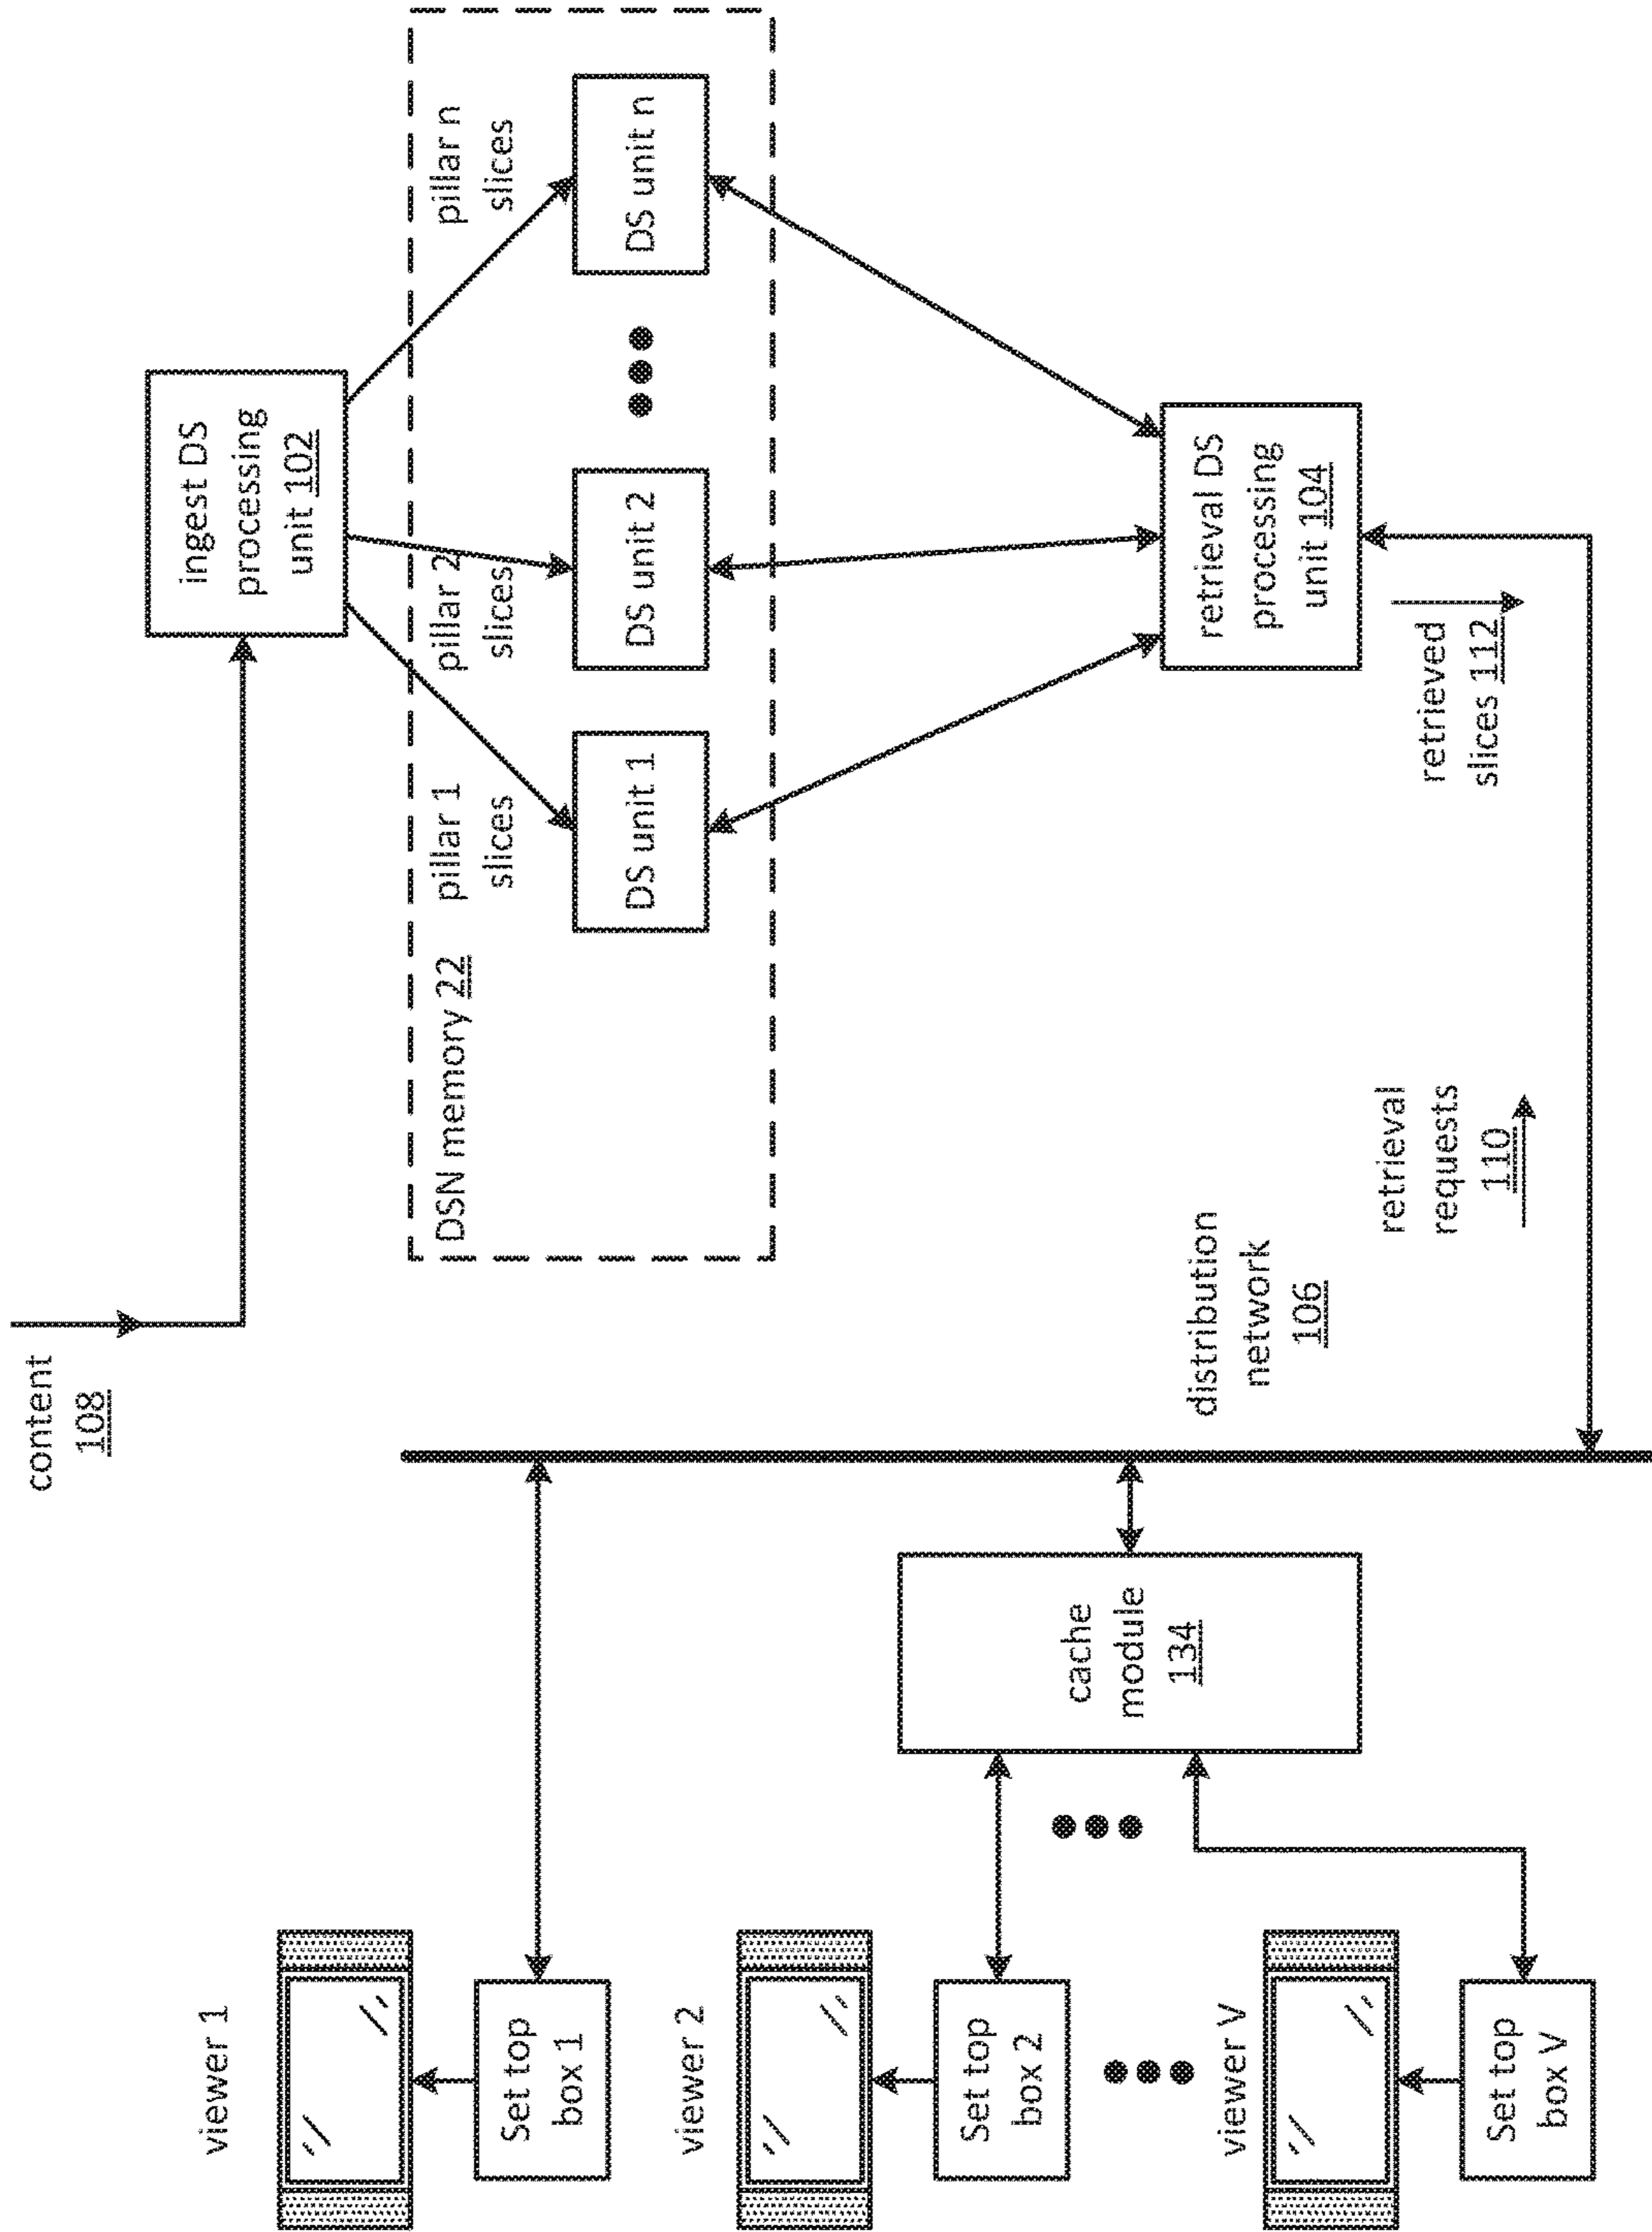 content
108
ingest DS
processing
unit 102
DSN memory 22
pillar 1
slices
pillar 2
slices
pillar n
slices
DS unit 1
DS unit 2
DS unit n
retrieval DS
processing
unit 104
retrieved
slices 112
retrieval
requests
110
distribution
network
106
cache
module
134
viewer 1
Set top
box 1
viewer 2
Set top
box 2
viewer V
Set top
box V